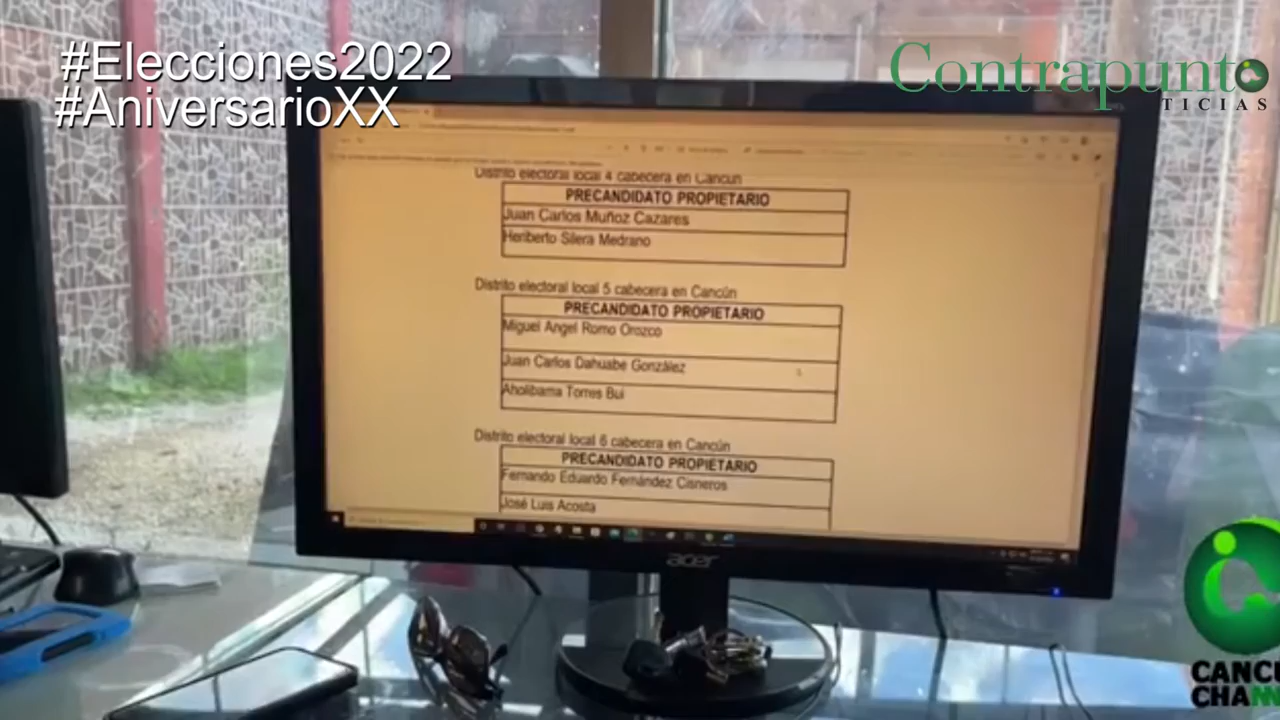 #Elecciones2022
#AniversarioXX
Contrapunto
TICIAS
Distrito electoral local 4 cabecera en Cancún
PRECANDIDATO PROPIETARIO
Juan Carlos Muñoz Cazares
Heriberto Silera Medrano
Distrito electoral local 5 cabecera en Cancún
PRECANDIDATO PROPIETARIO
Miguel Angel Romo Orozco
Juan Carlos Dahuabe González
Aholibama Torres Bui
Distrito electoral local 6 cabecera en Cancún
PRECANDIDATO PROPIETARIO
Fernando Eduardo Fernández Cisneros
José Luis Acosta
acer
CANCU
CHANN